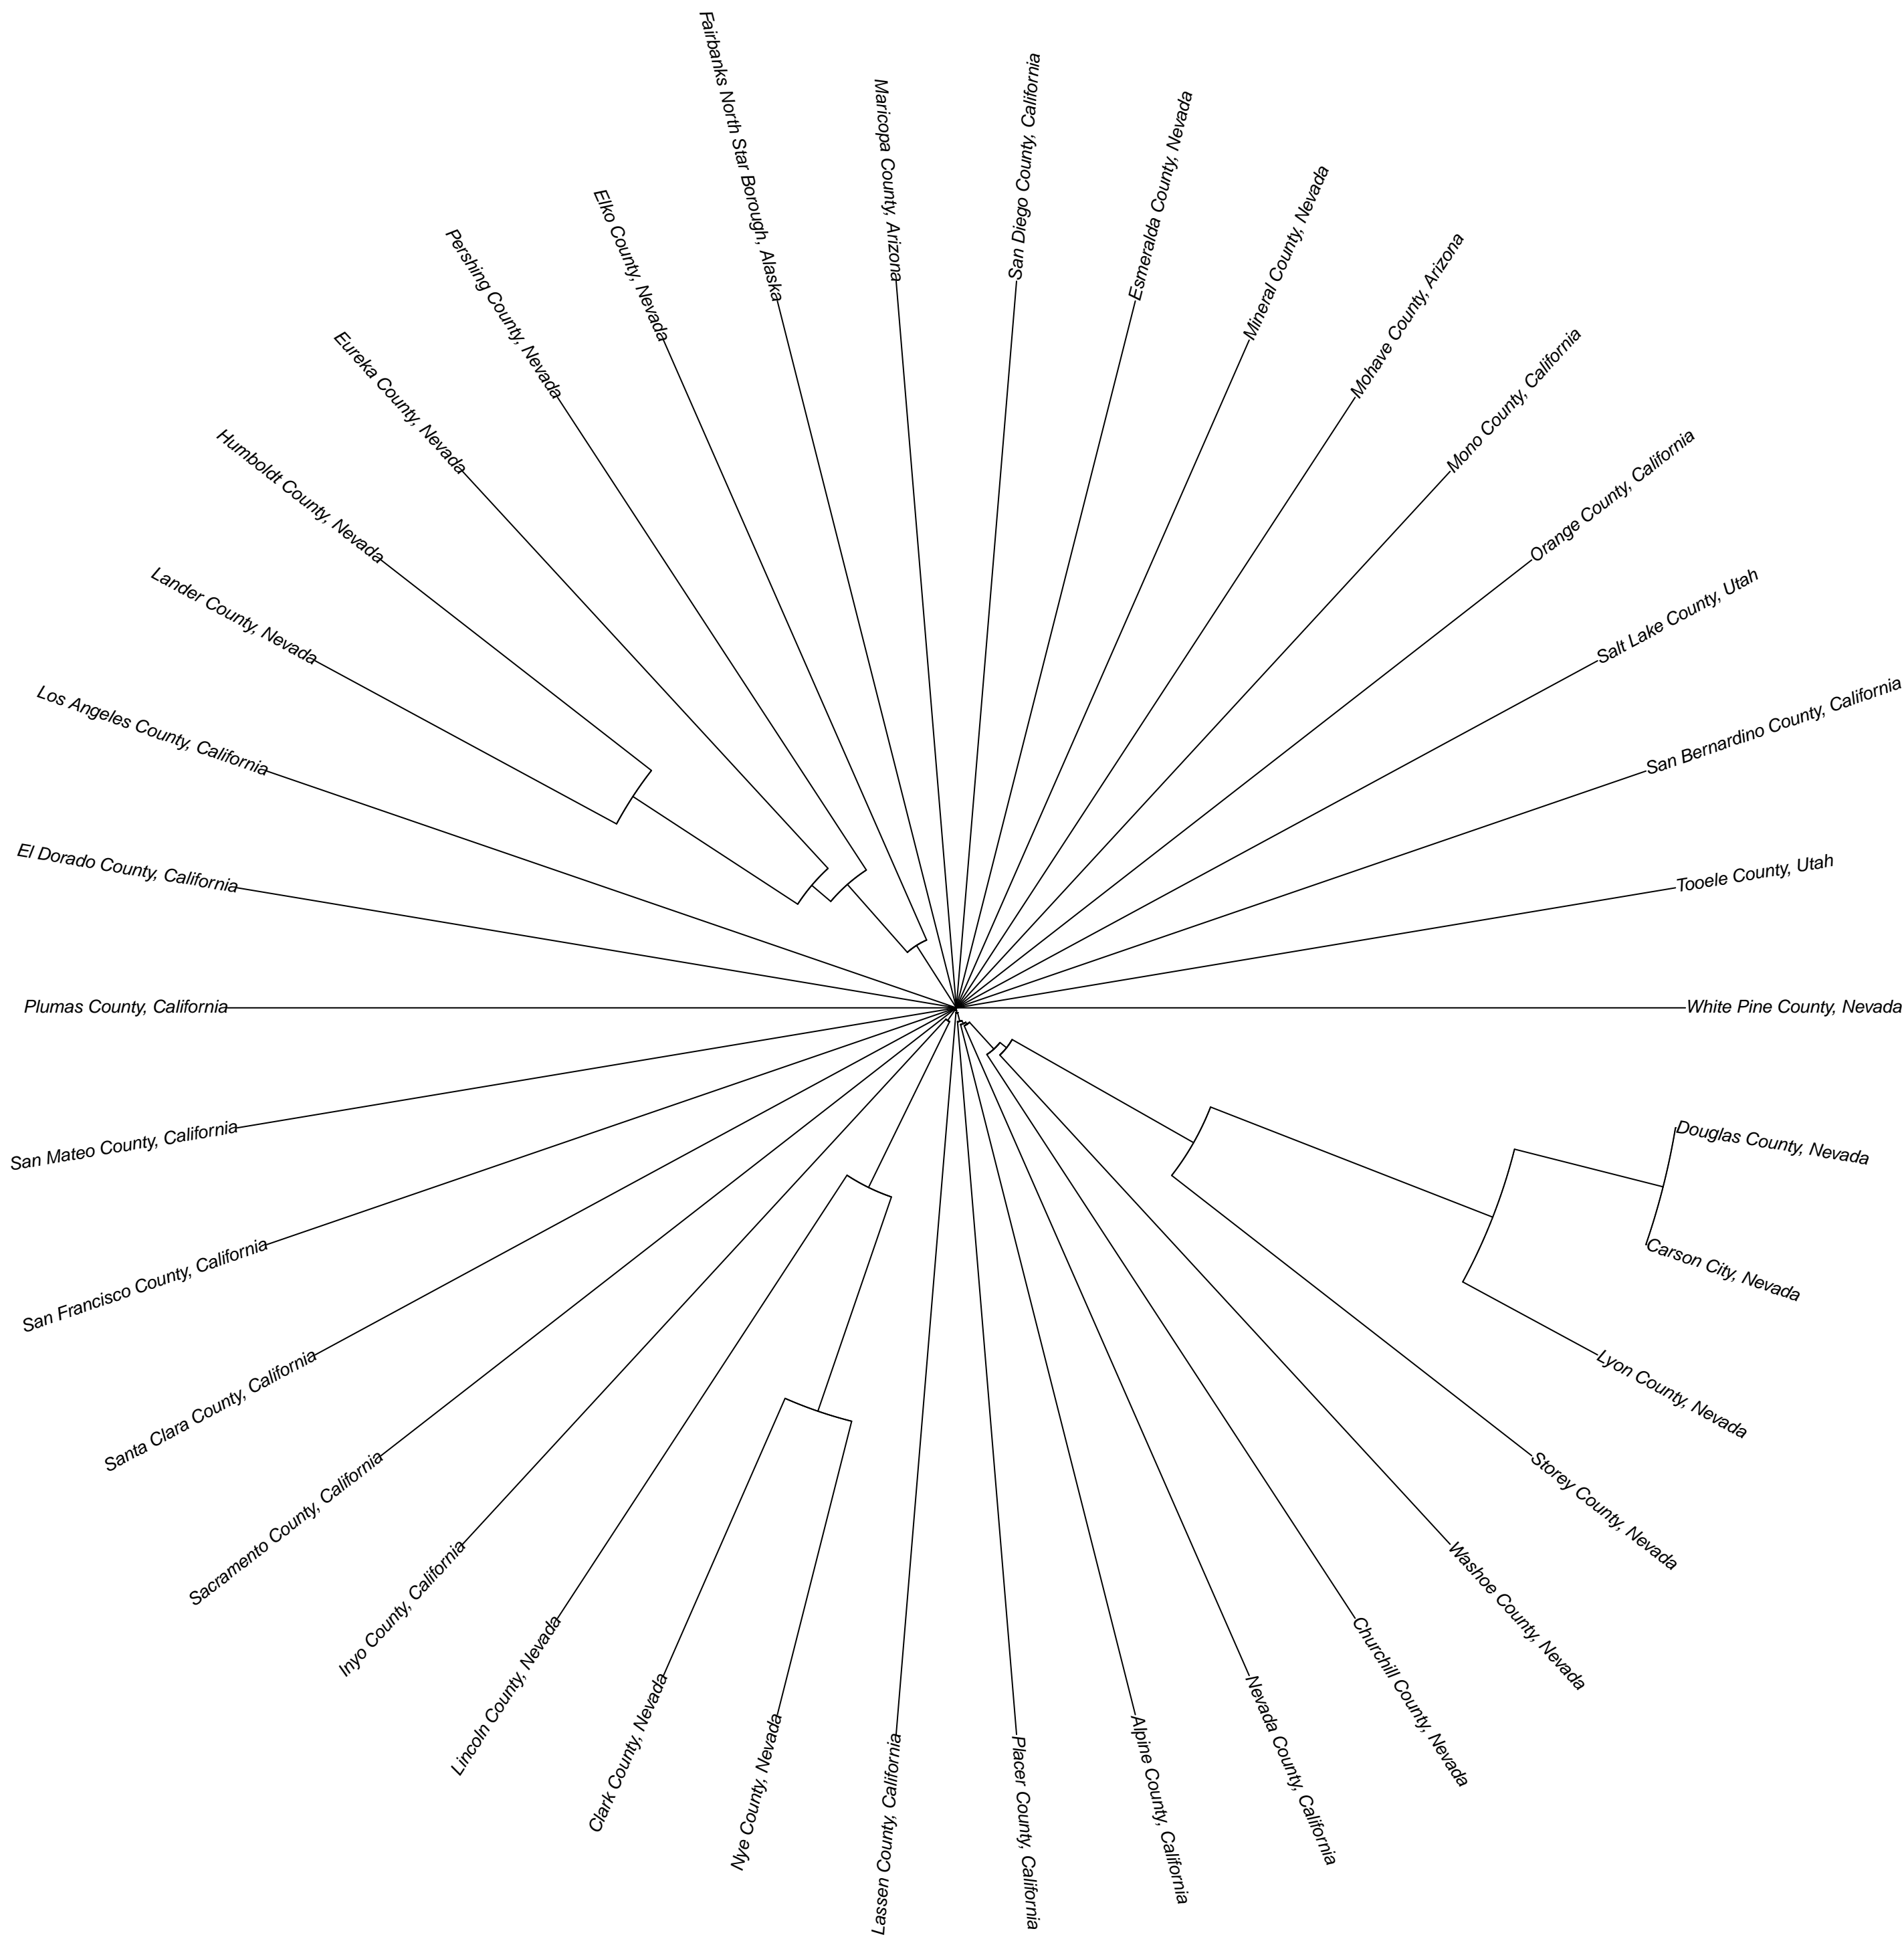 Fairbanks North Star Borough, Alaska
Maricopa County, Arizona
San Diego County, California
Esmeralda County, Nevada
Mineral County, Nevada
Mohave County, Arizona
Mono County, California
Orange County, California
Salt Lake County, Utah
San Bernardino County, California
Tooele County, Utah
White Pine County, Nevada
Douglas County, Nevada
Carson City, Nevada
Lyon County, Nevada
Storey County, Nevada
Washoe County, Nevada
Churchill County, Nevada
Nevada County, California
Alpine County, California
Placer County, California
Lassen County, California
Nye County, Nevada
Clark County, Nevada
Lincoln County, Nevada
Inyo County, California
Sacramento County, California
Santa Clara County, California
San Francisco County, California
San Mateo County, California
Plumas County, California
El Dorado County, California
Los Angeles County, California
Lander County, Nevada
Humboldt County, Nevada
Eureka County, Nevada
Pershing County, Nevada
Elko County, Nevada